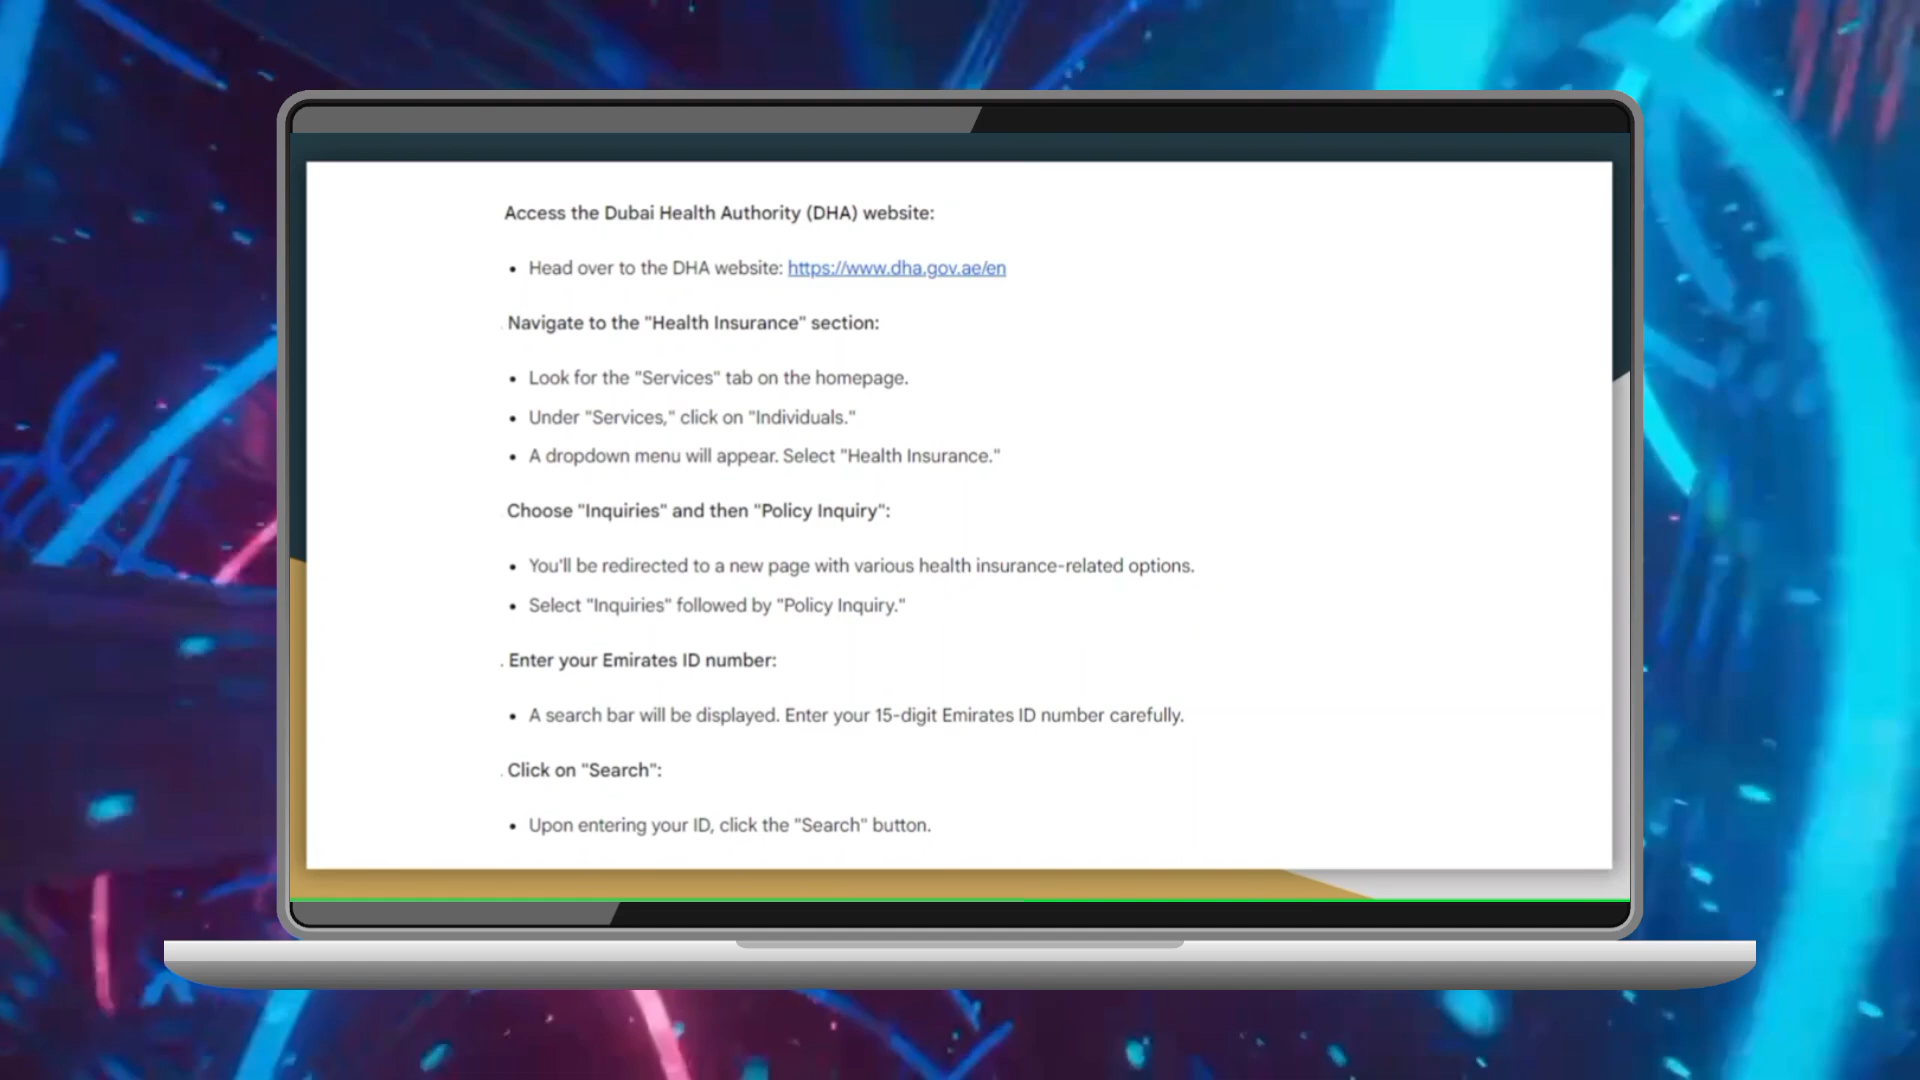 Access the Dubai Health Authority (DHA) website:
• Head over to the DHA website: https://www.dha.gov.ae/en
. Navigate to the "Health Insurance" section:
• Look for the "Services" tab on the homepage.
• Under "Services," click on "Individuals."
• A dropdown menu will appear. Select "Health Insurance."
Choose "Inquiries" and then "Policy Inquiry":
• You'll be redirected to a new page with various health insurance-related options.
• Select "Inquiries" followed by "Policy Inquiry."
. Enter your Emirates ID number:
• A search bar will be displayed. Enter your 15-digit Emirates ID number carefully.
. Click on "Search":
• Upon entering your ID, click the "Search" button.